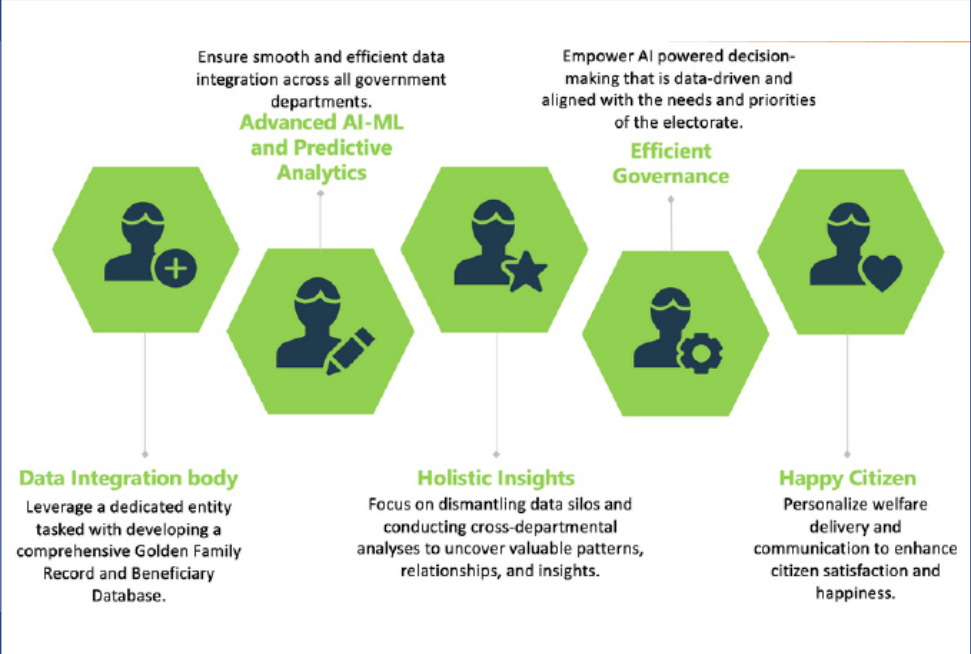 Ensure smooth and efficient data
integration across all government
departments.
Advanced AI-ML
and Predictive
Analytics
Empower AI powered decision-
making that is data-driven and
aligned with the needs and priorities
of the electorate.
Efficient
Governance
Data Integration body
Leverage a dedicated entity
tasked with developing a
comprehensive Golden Family
Record and Beneficiary
Database.
Holistic Insights
Focus on dismantling data silos and
conducting cross-departmental
analyses to uncover valuable patterns,
relationships, and insights.
Happy Citizen
Personalize welfare
delivery and
communication to enhance
citizen satisfaction and
happiness.